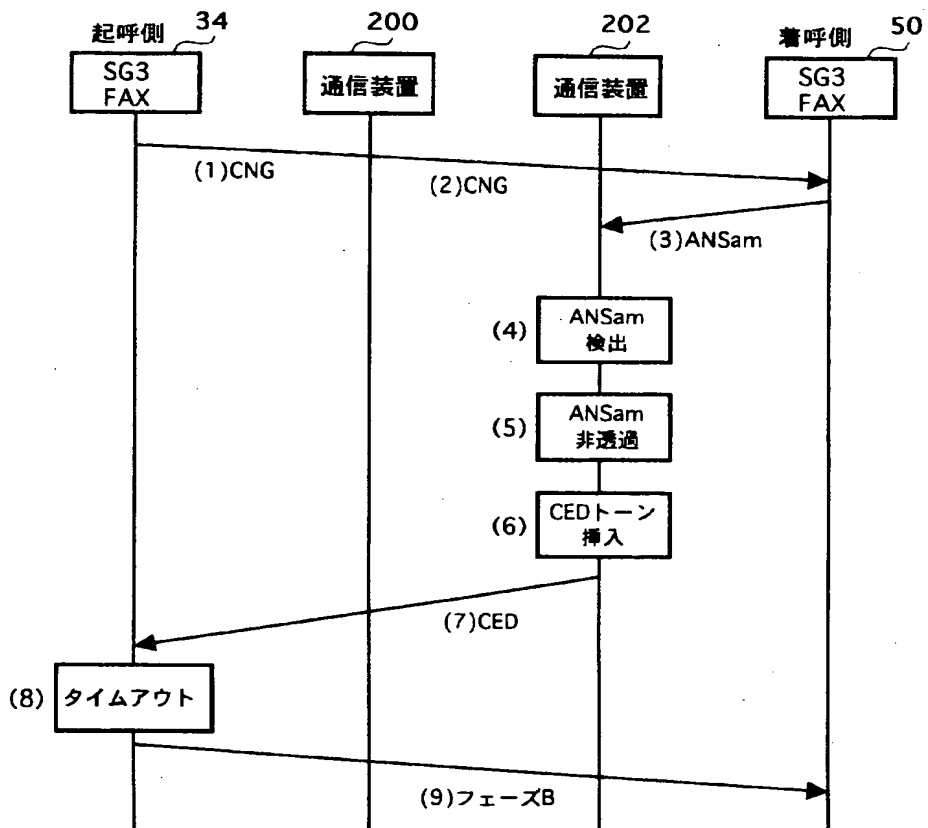 起呼側
34
200
202
着呼側
50
SG3
FAX
通信装置
通信装置
SG3
FAX
(1)CNG
(2)CNG
(3)ANSam
(4)
ANSam
検出
(5)
ANSam
非透過
(6)
CEDトーン
挿入
(7)CED
(8)
タイムアウト
(9)フェーズB